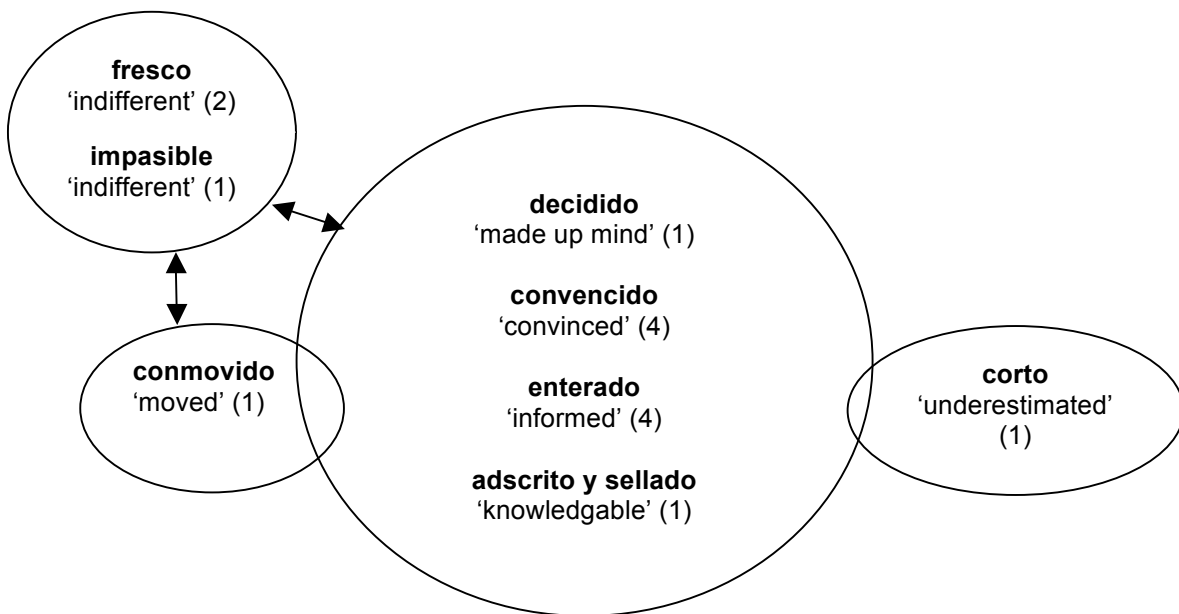 fresco
‘indifferent’ (2)
impasible
‘indifferent’ (1)
decidido
‘made up mind’ (1)
convencido
‘convinced’ (4)
enterado
‘informed’ (4)
adscrito y sellado
‘knowledgable’ (1)
conmovido
‘moved’ (1)
corto
‘underestimated’
(1)